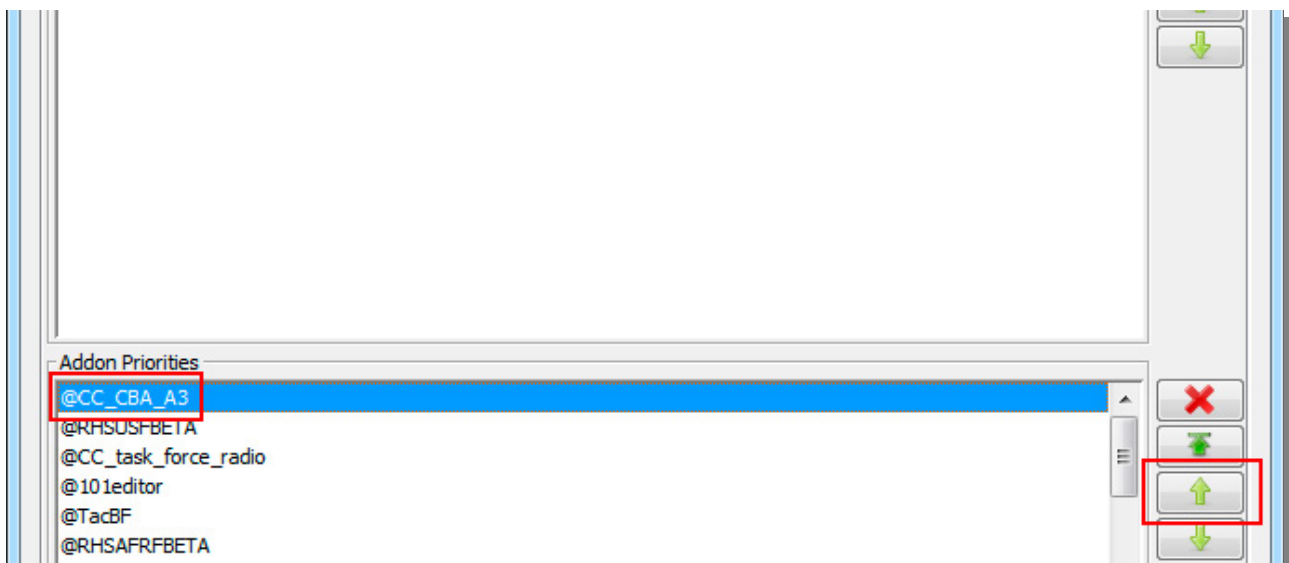 Addon Priorities
@CC_CBA_A3
@RHSUSFBETA
@CC_task_force_radio
@101editor
@TacBF
@RHSAFRFBETA